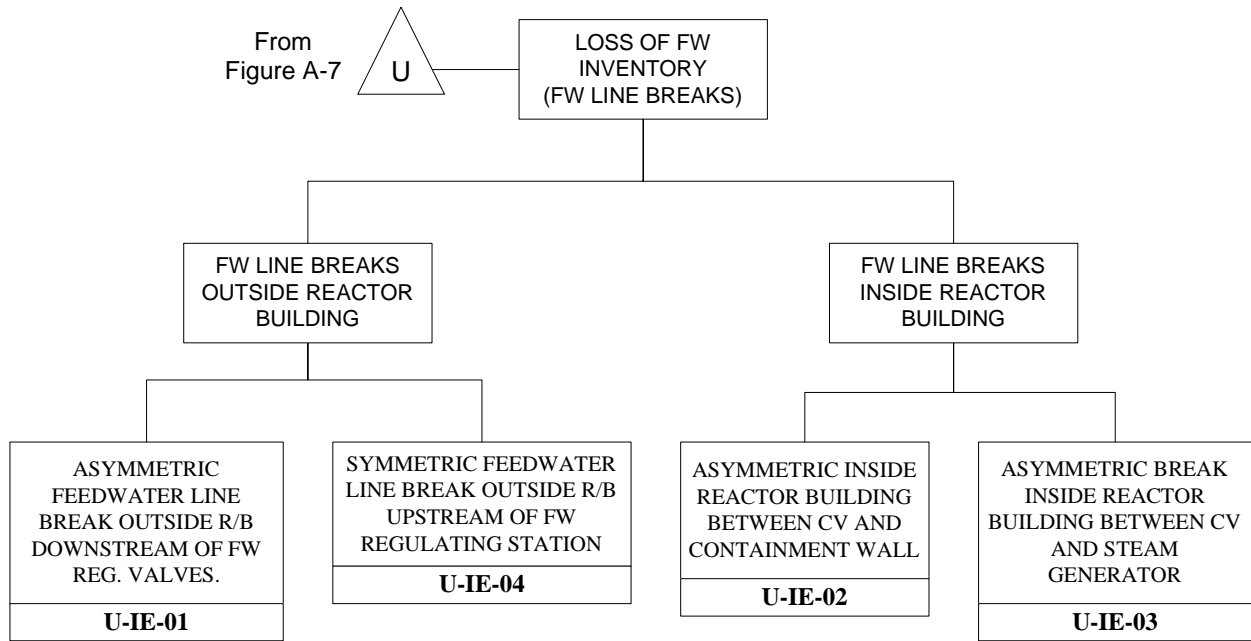 From
Figure A-7
U
LOSS OF FW
INVENTORY
(FW LINE BREAKS)
FW LINE BREAKS
OUTSIDE REACTOR
BUILDING
FW LINE BREAKS
INSIDE REACTOR
BUILDING
ASYMMETRIC
FEEDWATER LINE
BREAK OUTSIDE R/B
DOWNSTREAM OF FW
REG. VALVES.
U-IE-01
SYMMETRIC FEEDWATER
LINE BREAK OUTSIDE R/B
UPSTREAM OF FW
REGULATING STATION
U-IE-04
ASYMMETRIC INSIDE
REACTOR BUILDING
BETWEEN CV AND
CONTAINMENT WALL
U-IE-02
ASYMMETRIC BREAK
INSIDE REACTOR
BUILDING BETWEEN CV
AND STEAM
GENERATOR
U-IE-03